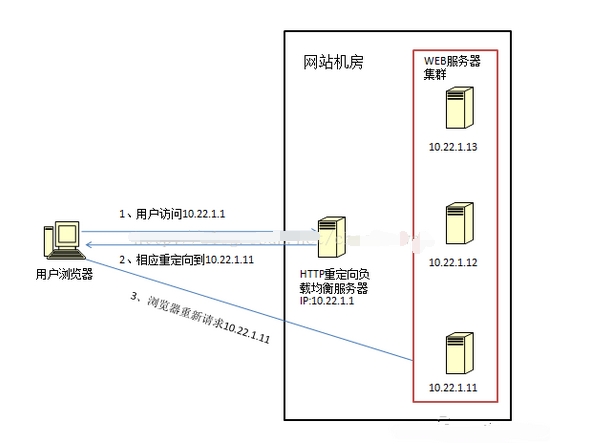 网站机房
WEB服务器
集群
10.22.1.13
1、用户访问10.22.1.1
2、相应重定向到10.22.1.11
10.22.1.12
用户浏览器
HTTP重定向负
载均衡服务器
IP:10.22.1.1
3、浏览器重新请求10.22.1.11
10.22.1.11